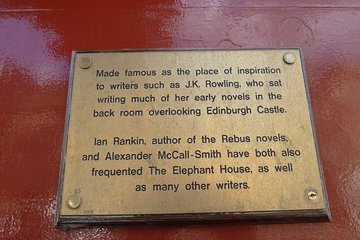 Made famous as the place of inspiration
to writers such as J.K. Rowling, who sat
writing much of her early novels in the
back room overlooking Edinburgh Castle.
Ian Rankin, author of the Rebus novels,
and Alexander McCall-Smith have both also
frequented The Elephant House, as well
as many other writers.